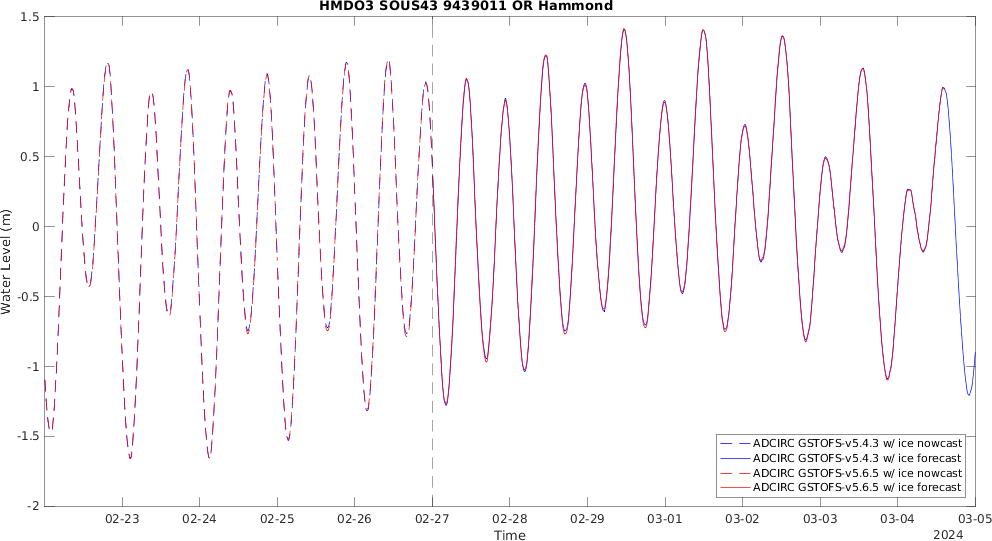 HMDO3 SOUS43 9439011 OR Hammond
1.5
1
0.5
0
-0.5
-1
-1.5
-2
Water Level (m)
02-23 02-24 02-25 02-26 02-27 02-28 02-29 03-01 03-02 03-03 03-04 03-05
Time
2024
ADCIRC GSTOFS-v5.4.3 w/ ice nowcast
ADCIRC GSTOFS-v5.4.3 w/ ice forecast
ADCIRC GSTOFS-v5.6.5 w/ ice nowcast
ADCIRC GSTOFS-v5.6.5 w/ ice forecast